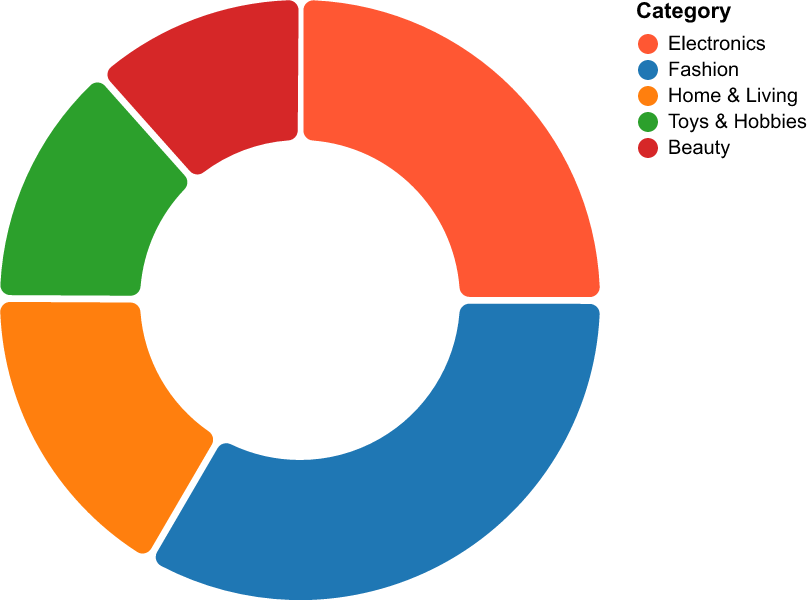 Category
Electronics
Fashion
Home & Living
Toys & Hobbies
Beauty